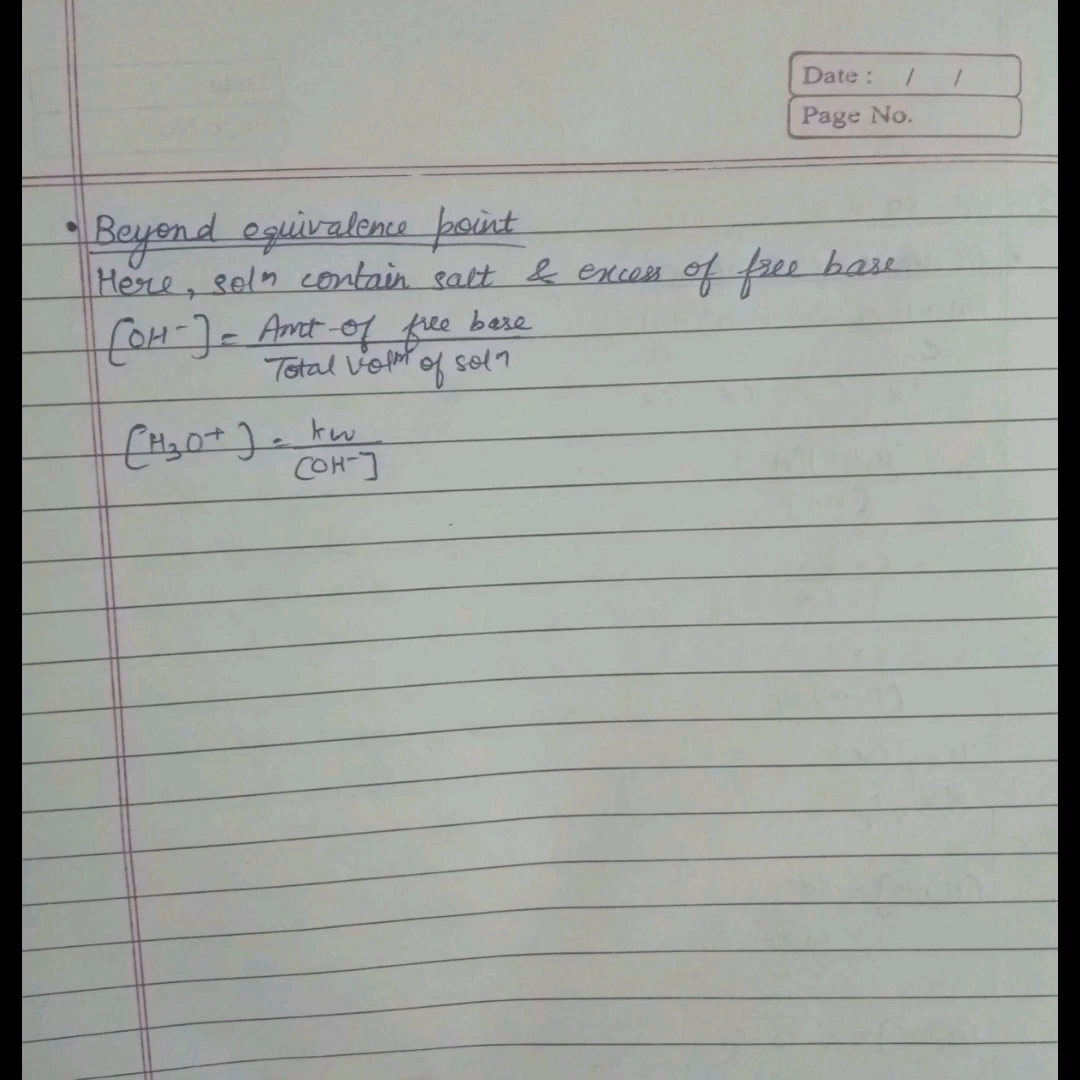 Date : / /
Page No.
• Beyond equivalence point
Here, soln contain salt & excess of free base
[OH-] = Amt of free base
Total volm of soln
[H3O+] = kw
[OH-]